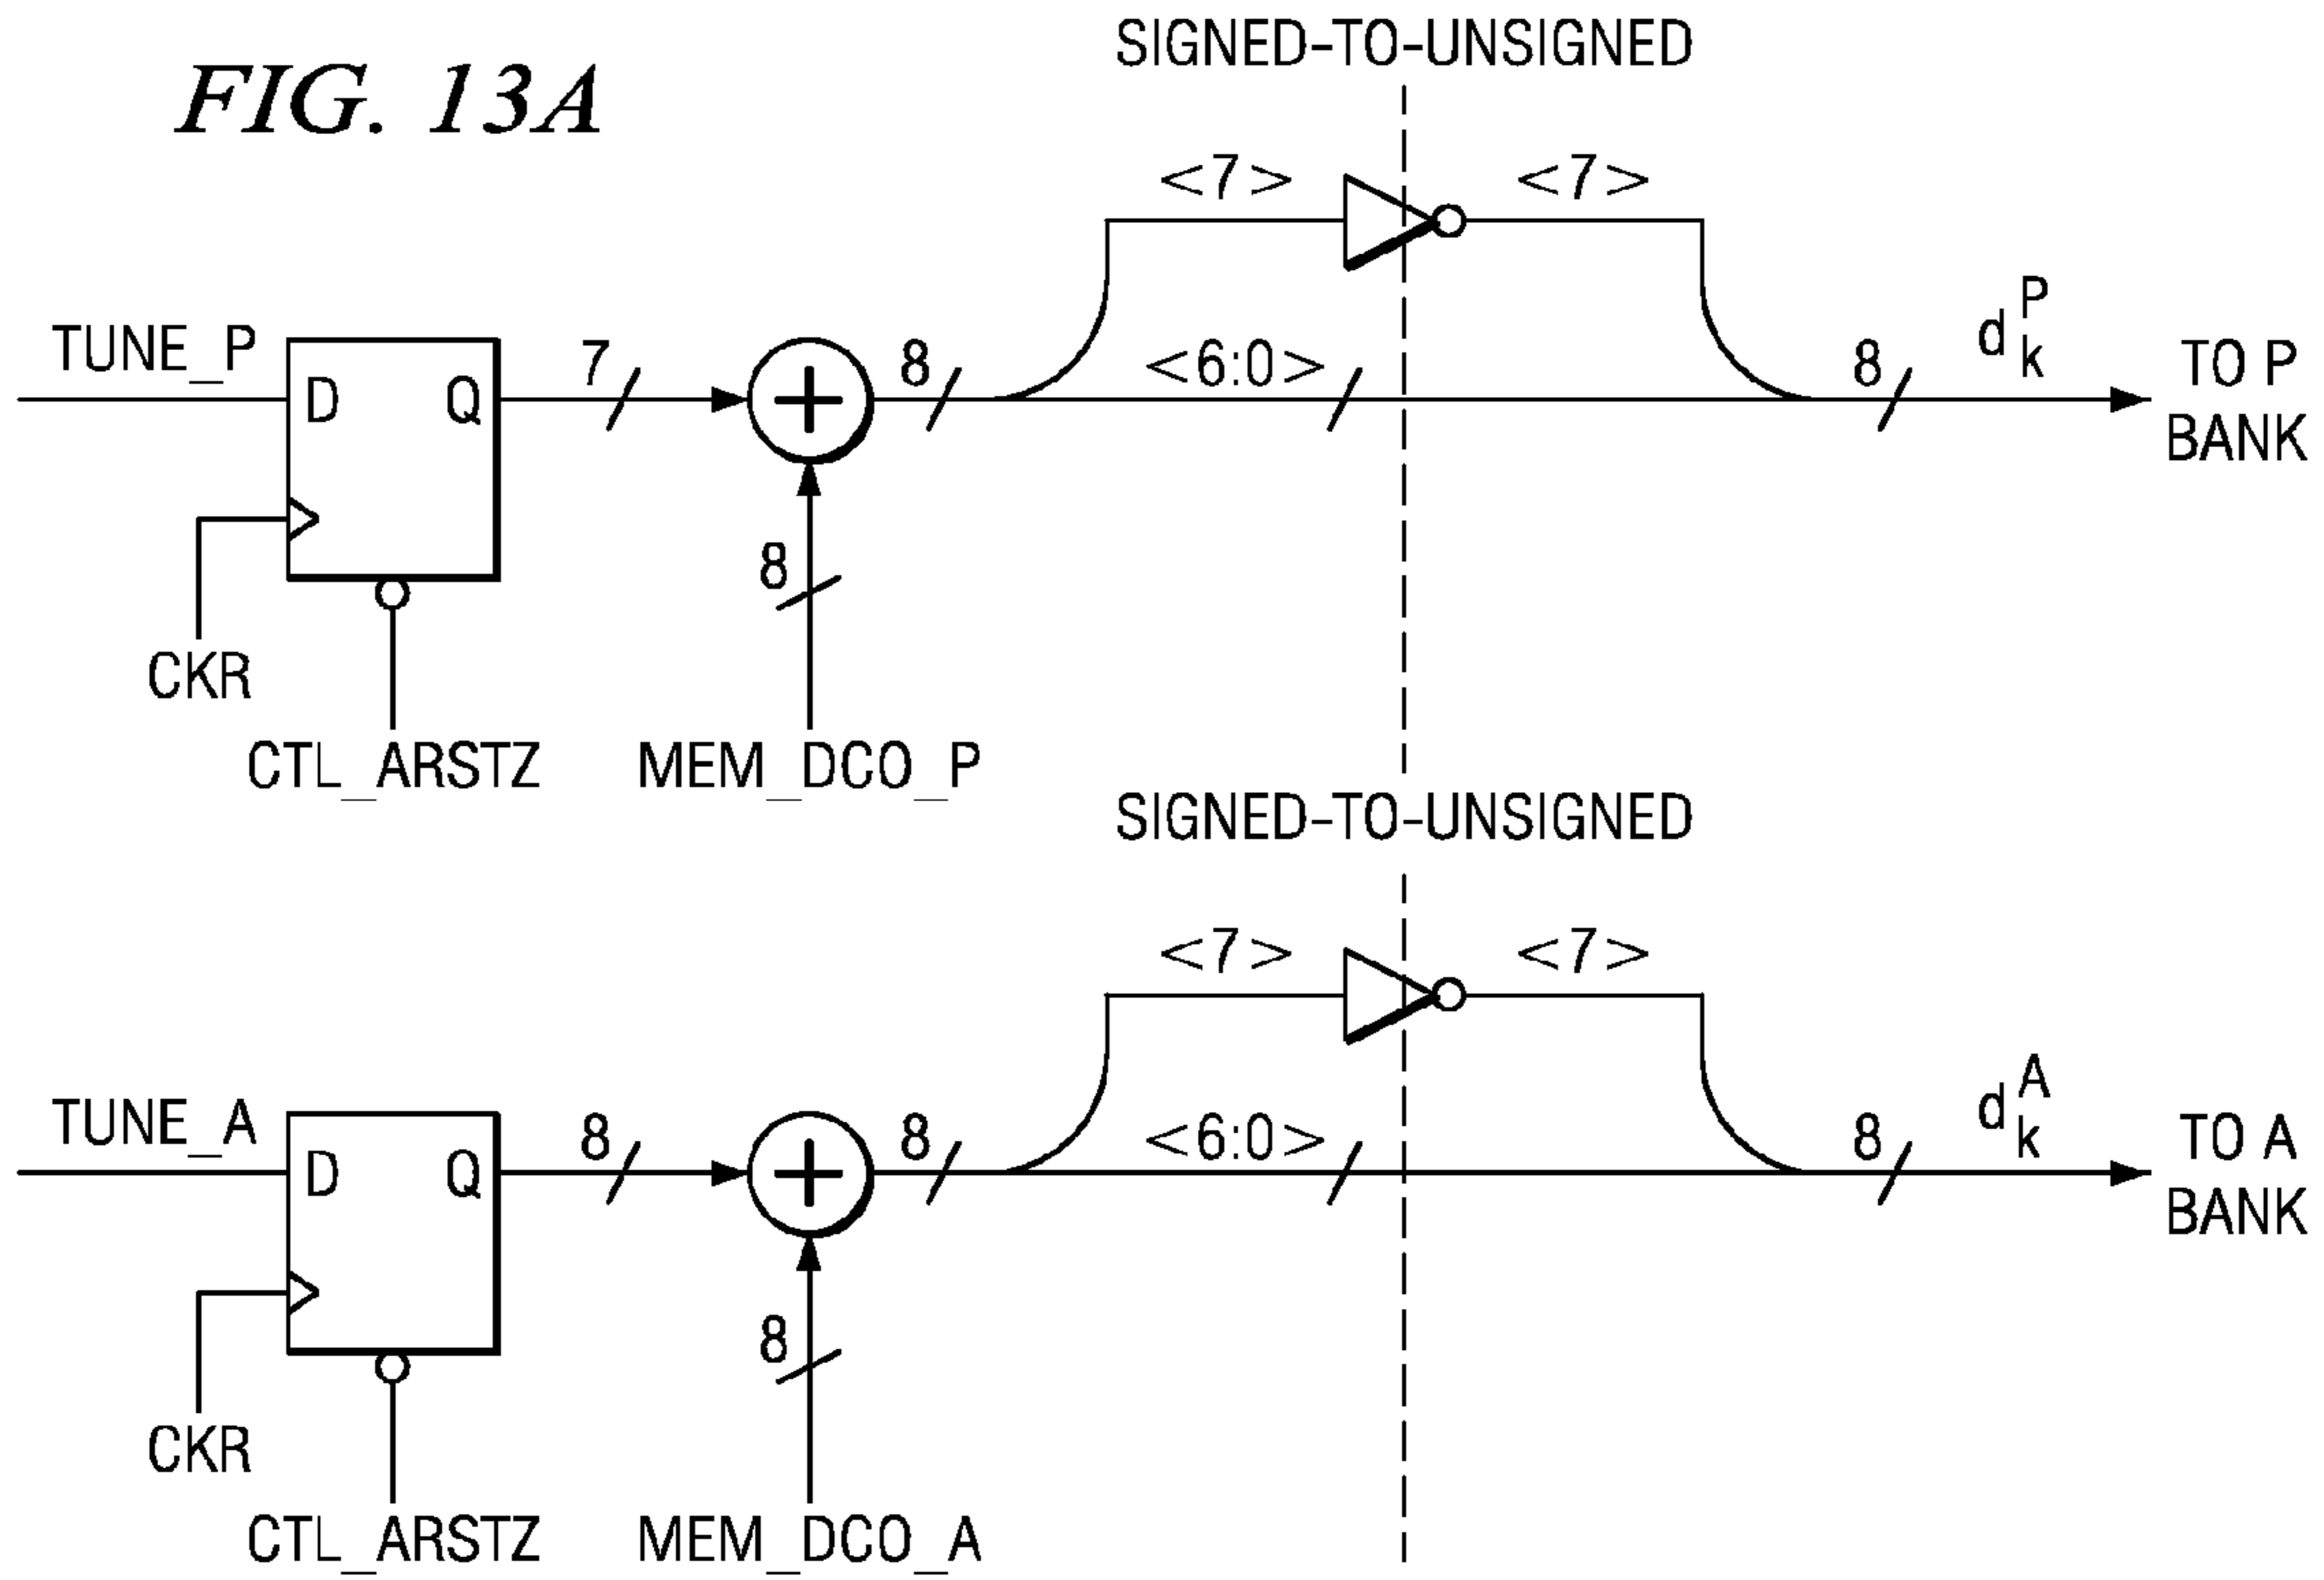 FIG. 13A
SIGNED-TO-UNSIGNED
<7>
<7>
TUNE_P
D
Q
7
8
<6:0>
8
d P k
TO P
BANK
8
CKR
CTL_ARSTZ
MEM_DCO_P
SIGNED-TO-UNSIGNED
<7>
<7>
TUNE_A
D
Q
8
8
<6:0>
8
d A k
TO A
BANK
8
CKR
CTL_ARSTZ
MEM_DCO_A